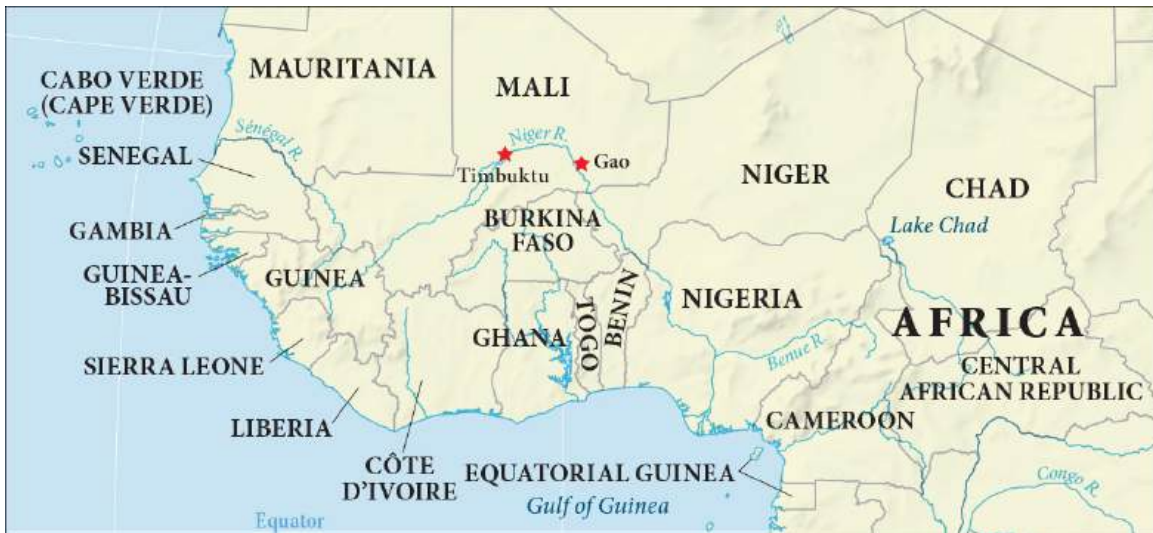 MAURITANIA
CABO VERDE
(CAPE VERDE)
MALI
Sénégal R.
Niger R.
SENEGAL
Timbuktu
Gao
NIGER
CHAD
GAMBIA
BURKINA
FASO
Lake Chad
GUINEA-
BISSAU
GUINEA
BENIN
NIGERIA
TOGO
GHANA
AFRICA
SIERRA LEONE
Benue R.
CENTRAL
AFRICAN REPUBLIC
LIBERIA
CAMEROON
CÔTE
D'IVOIRE
EQUATORIAL GUINEA
Congo R.
Gulf of Guinea
Equator